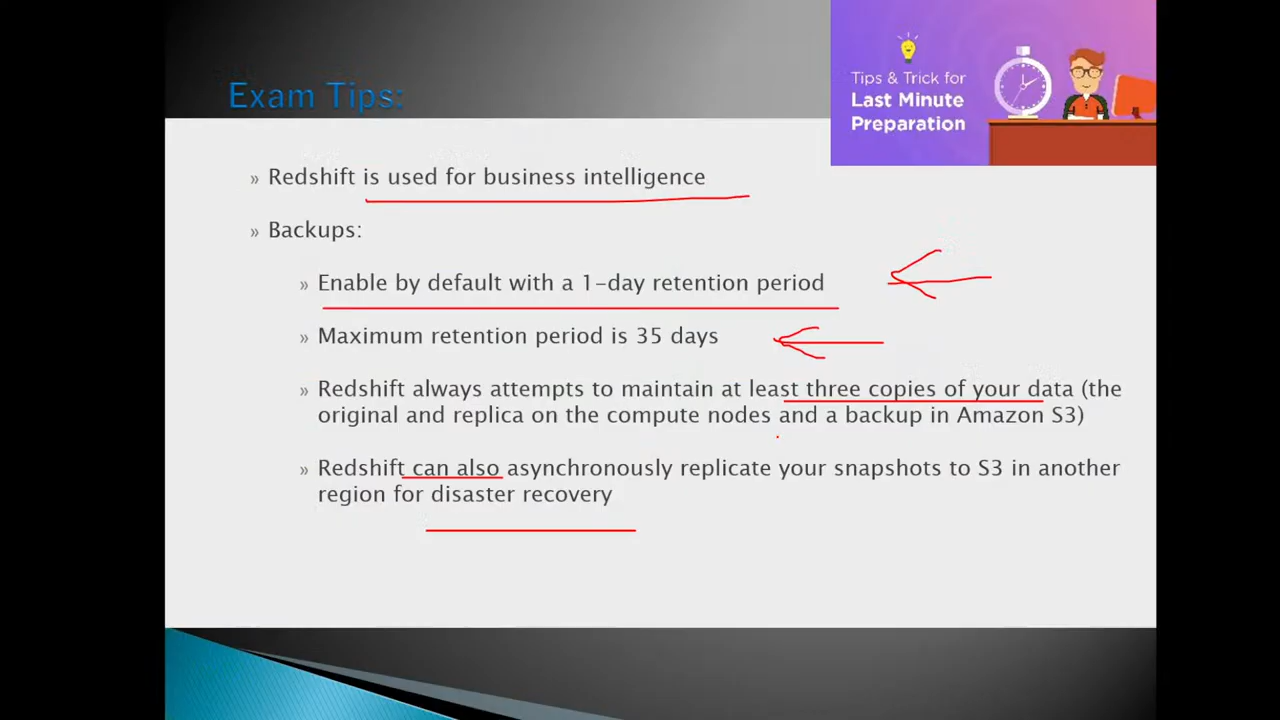 Tips & Trick for
Last Minute
Preparation
Exam Tips:
» Redshift is used for business intelligence
» Backups:
» Enable by default with a 1-day retention period
» Maximum retention period is 35 days
» Redshift always attempts to maintain at least three copies of your data (the
original and replica on the compute nodes and a backup in Amazon S3)
» Redshift can also asynchronously replicate your snapshots to S3 in another
region for disaster recovery